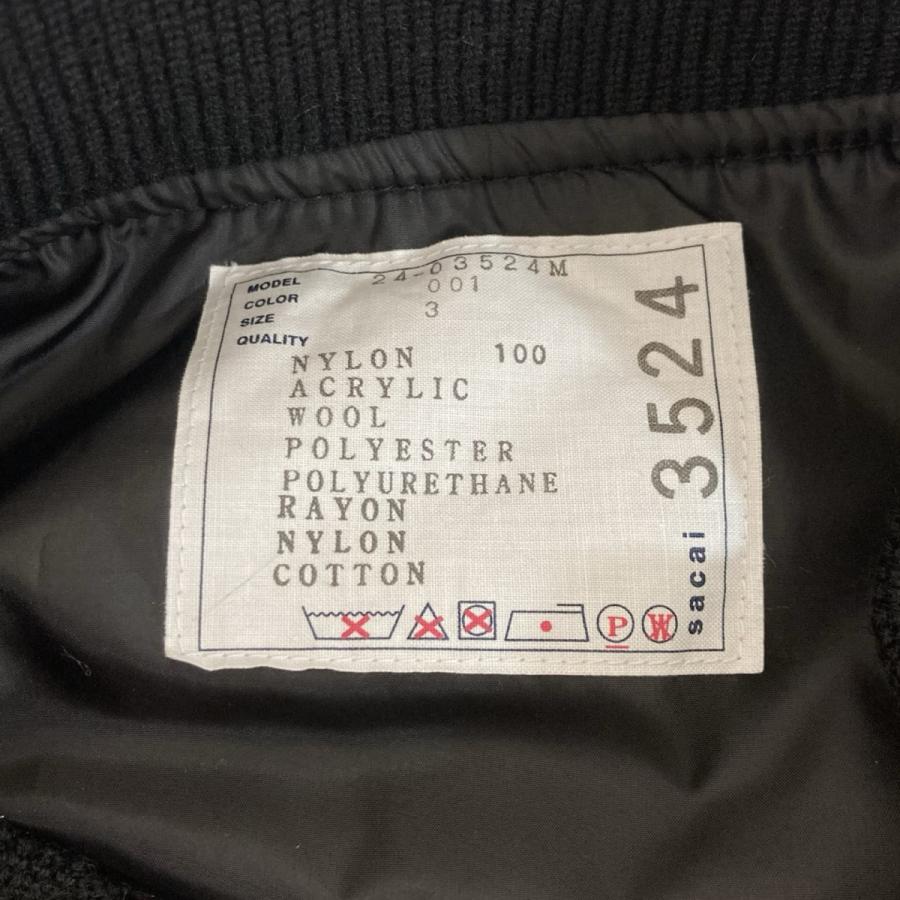 MODEL 24-03524M
COLOR 001
SIZE 3
QUALITY
NYLON 100
ACRYLIC
WOOL
POLYESTER
POLYURETHANE
RAYON
NYLON
COTTON
P W
sacai 3524